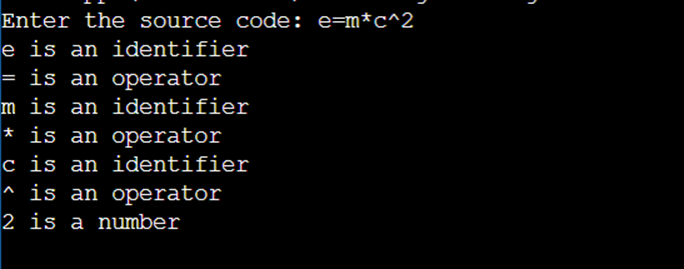 Enter the source code: e=m*c^2
e is an identifier
= is an operator
m is an identifier
* is an operator
c is an identifier
^ is an operator
2 is a number